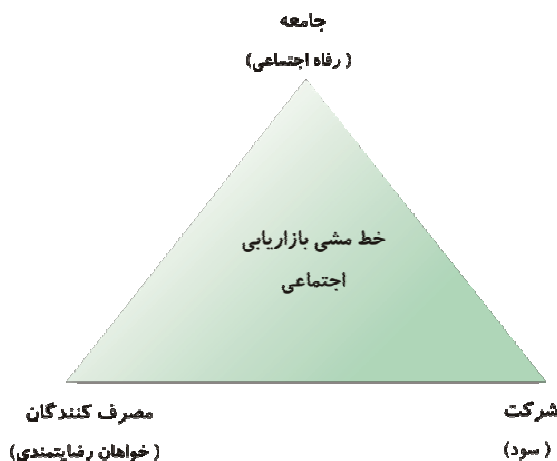 جامعه
( رفاه اجتماعی)
خط مشی بازاریابی
اجتماعی
شرکت
( سود)
مصرف کنندگان
( خواهان رضایتمندی)